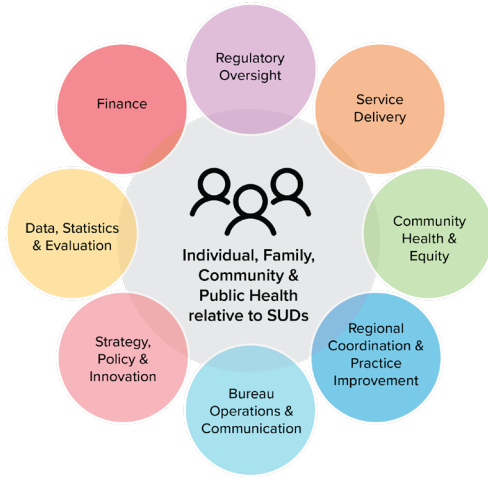 Regulatory
Oversight
Service
Delivery
Community
Health &
Equity
Regional
Coordination &
Practice
Improvement
Bureau
Operations &
Communication
Strategy,
Policy &
Innovation
Data, Statistics
& Evaluation
Finance
Individual, Family,
Community &
Public Health
relative to SUDs